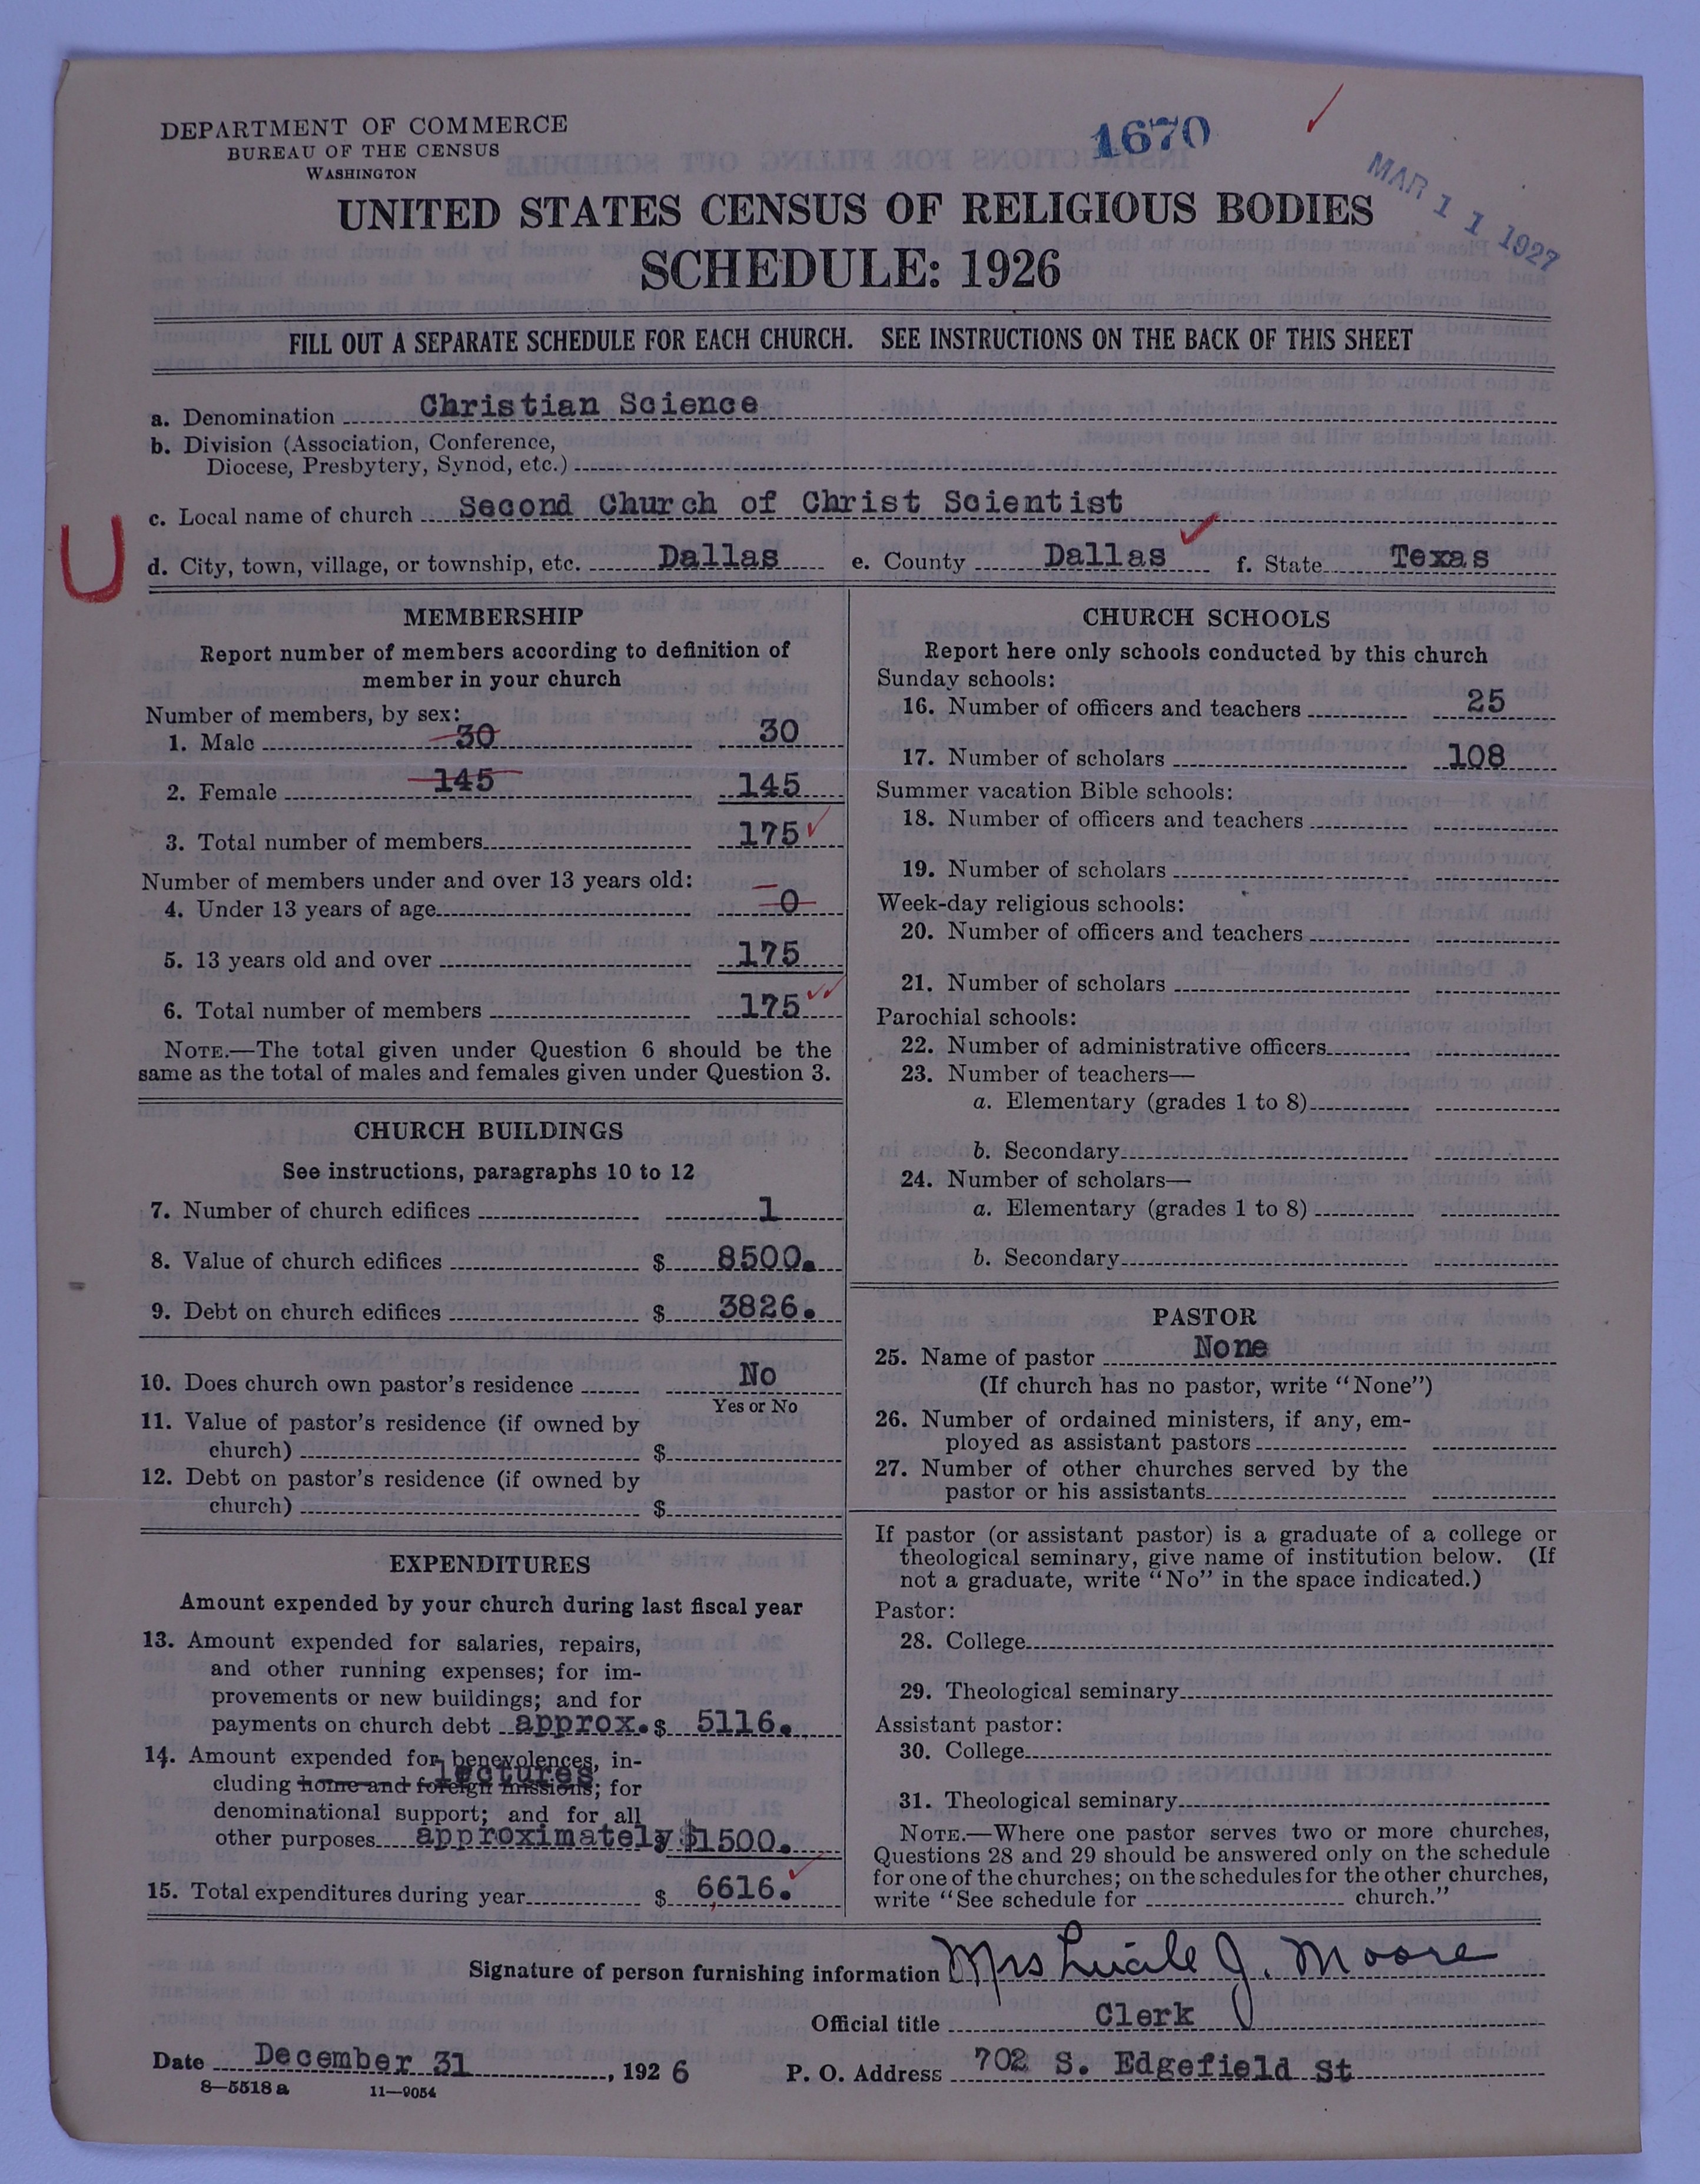 DEPARTMENT OF COMMERCE
BUREAU OF THE CENSUS
WASHINGTON
1670
MAR 11 1927
UNITED STATES CENSUS OF RELIGIOUS BODIES
SCHEDULE: 1926
FILL OUT A SEPARATE SCHEDULE FOR EACH CHURCH. SEE INSTRUCTIONS ON THE BACK OF THIS SHEET
a. Denomination Christian Science
b. Division (Association, Conference,
Diocese, Presbytery, Synod, etc.)
c. Local name of church Second Church of Christ Scientist
U
d. City, town, village, or township, etc. Dallas e. County Dallas f. State Texas
MEMBERSHIP
Report number of members according to definition of
member in your church
Number of members, by sex:
1. Male 30 30
2. Female 145 145
3. Total number of members 175
Number of members under and over 13 years old:
4. Under 13 years of age 0
5. 13 years old and over 175
6. Total number of members 175
NOTE.—The total given under Question 6 should be the
same as the total of males and females given under Question 3.
CHURCH BUILDINGS
See instructions, paragraphs 10 to 12
7. Number of church edifices 1
8. Value of church edifices $ 8500.
9. Debt on church edifices $ 3826.
10. Does church own pastor's residence No
Yes or No
11. Value of pastor's residence (if owned by
church) $
12. Debt on pastor's residence (if owned by
church) $
EXPENDITURES
Amount expended by your church during last fiscal year
13. Amount expended for salaries, repairs,
and other running expenses; for im-
provements or new buildings; and for
payments on church debt approx. $ 5116.
14. Amount expended for benevolences, in-
lectures
cluding home and foreign missions; for
denominational support; and for all
other purposes approximately $1500.
15. Total expenditures during year $ 6616.
CHURCH SCHOOLS
Report here only schools conducted by this church
Sunday schools:
16. Number of officers and teachers 25
17. Number of scholars 108
Summer vacation Bible schools:
18. Number of officers and teachers
19. Number of scholars
Week-day religious schools:
20. Number of officers and teachers
21. Number of scholars
Parochial schools:
22. Number of administrative officers
23. Number of teachers—
a. Elementary (grades 1 to 8)
b. Secondary
24. Number of scholars—
a. Elementary (grades 1 to 8)
b. Secondary
PASTOR
25. Name of pastor None
(If church has no pastor, write "None")
26. Number of ordained ministers, if any, em-
ployed as assistant pastors
27. Number of other churches served by the
pastor or his assistants
If pastor (or assistant pastor) is a graduate of a college or
theological seminary, give name of institution below. (If
not a graduate, write "No" in the space indicated.)
Pastor:
28. College
29. Theological seminary
Assistant pastor:
30. College
31. Theological seminary
NOTE.—Where one pastor serves two or more churches,
Questions 28 and 29 should be answered only on the schedule
for one of the churches; on the schedules for the other churches,
write "See schedule for church."
Signature of person furnishing information Mrs Lucile J. Moore
Official title Clerk
Date December 31, 1926 P. O. Address 702 S. Edgefield St
8—5518 a 11—9054